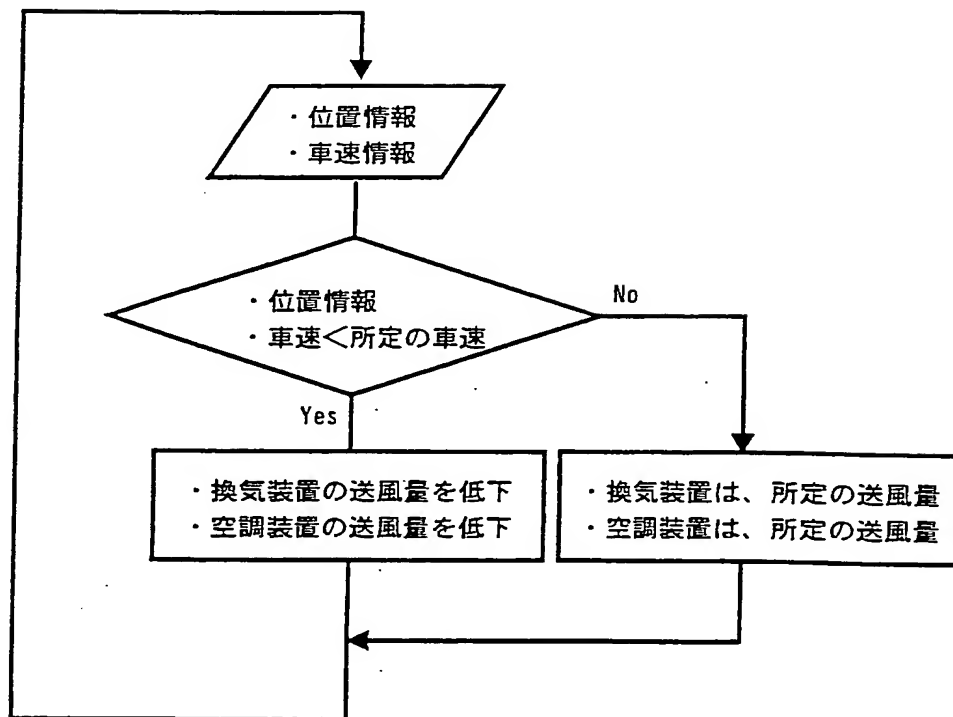 ・位置情報
・車速情報
・位置情報
・車速<所定の車速
No
Yes
・換気装置の送風量を低下
・空調装置の送風量を低下
・換気装置は、所定の送風量
・空調装置は、所定の送風量